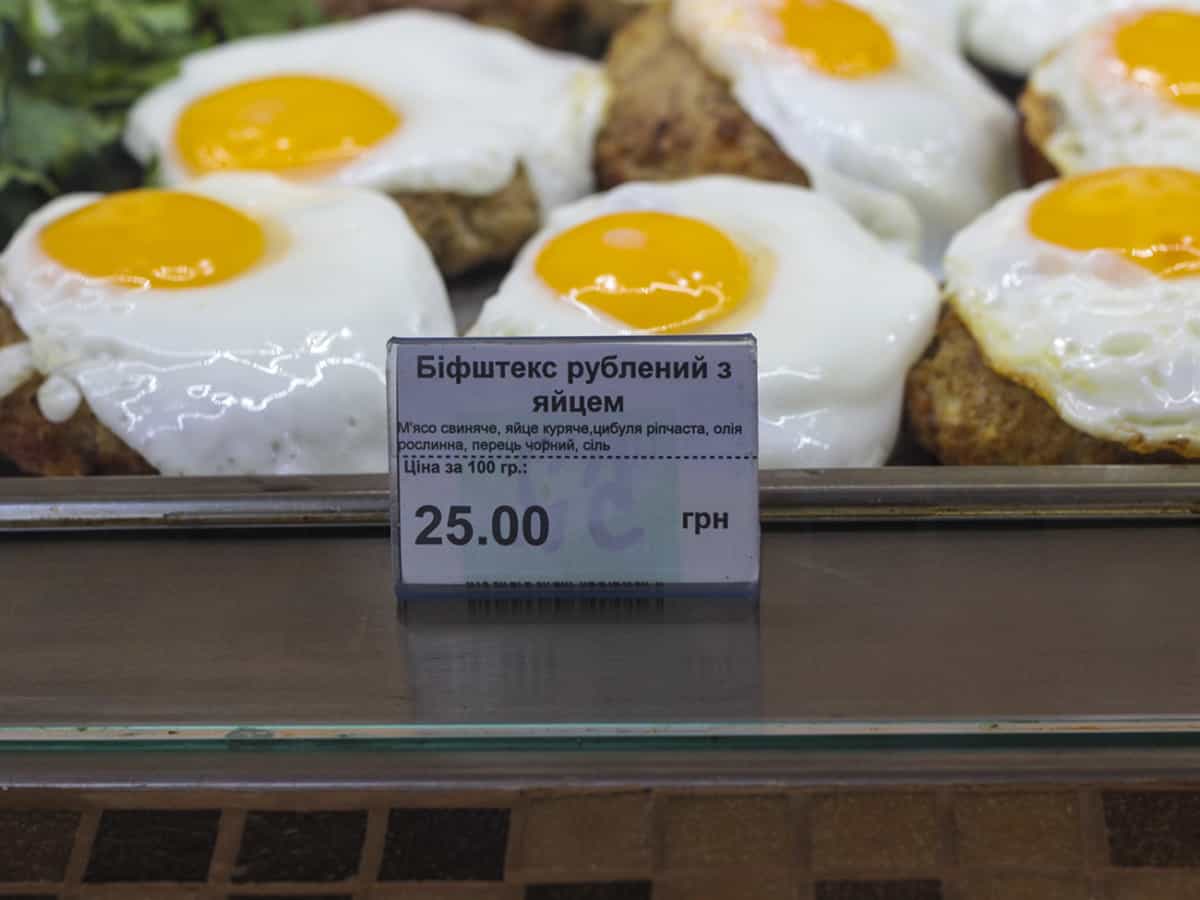 Біфштекс рублений з
яйцем
М'ясо свиняче, яйце куряче,цибуля ріпчаста, олія
рослинна, перець чорний, сіль
Ціна за 100 гр.:
25.00 грн